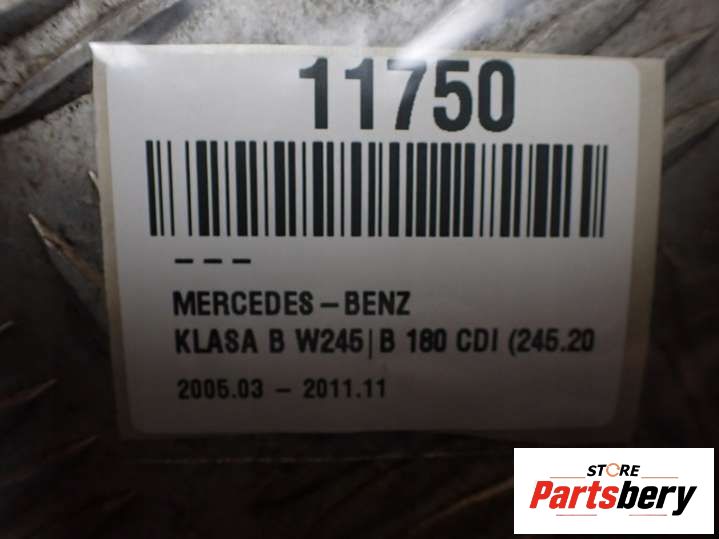 11750
– – –
MERCEDES – BENZ
KLASA B W245 | B 180 CDI (245.20
2005.03 – 2011.11
STORE
Partsbery